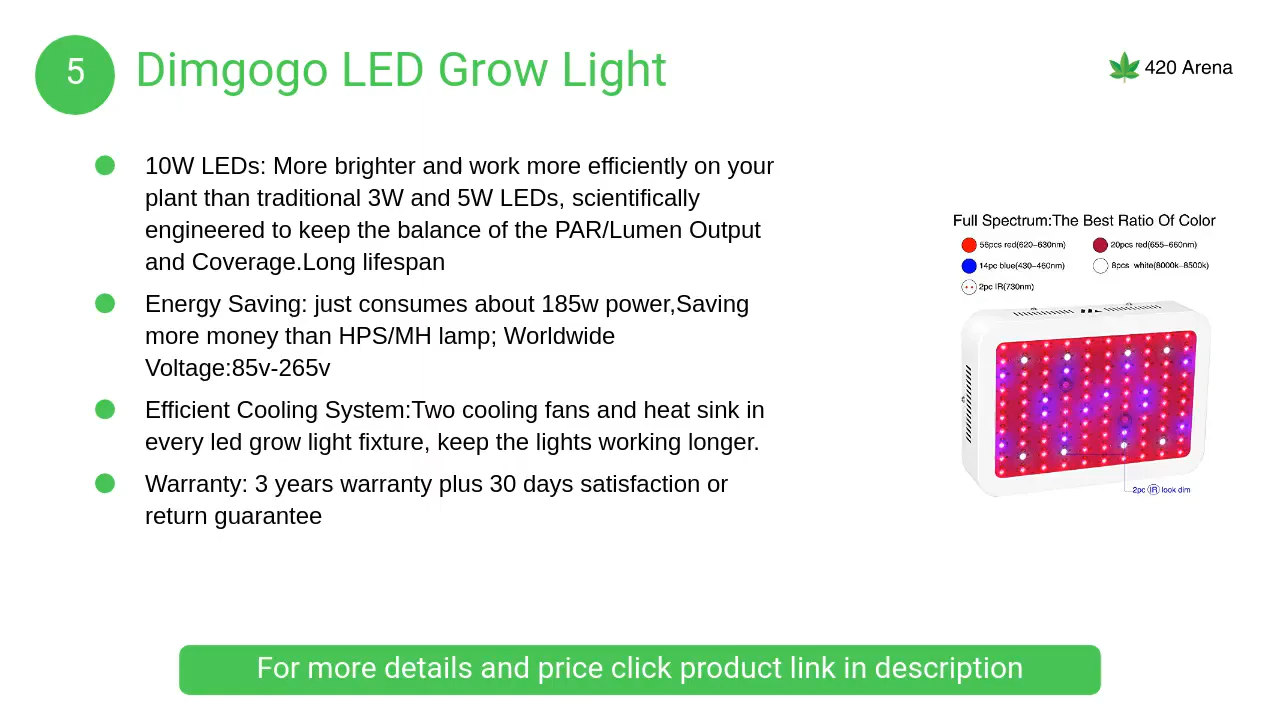 5
Dimgogo LED Grow Light
420 Arena
10W LEDs: More brighter and work more efficiently on your
plant than traditional 3W and 5W LEDs, scientifically
engineered to keep the balance of the PAR/Lumen Output
and Coverage.Long lifespan
Energy Saving: just consumes about 185w power,Saving
more money than HPS/MH lamp; Worldwide
Voltage:85v-265v
Efficient Cooling System:Two cooling fans and heat sink in
every led grow light fixture, keep the lights working longer.
Warranty: 3 years warranty plus 30 days satisfaction or
return guarantee
Full Spectrum:The Best Ratio Of Color
56pcs red(620–630nm)
20pcs red(655–660nm)
14pc blue(430–460nm)
8pcs white(6000k–6500k)
2pc IR(730nm)
2pc IR look dim
For more details and price click product link in description